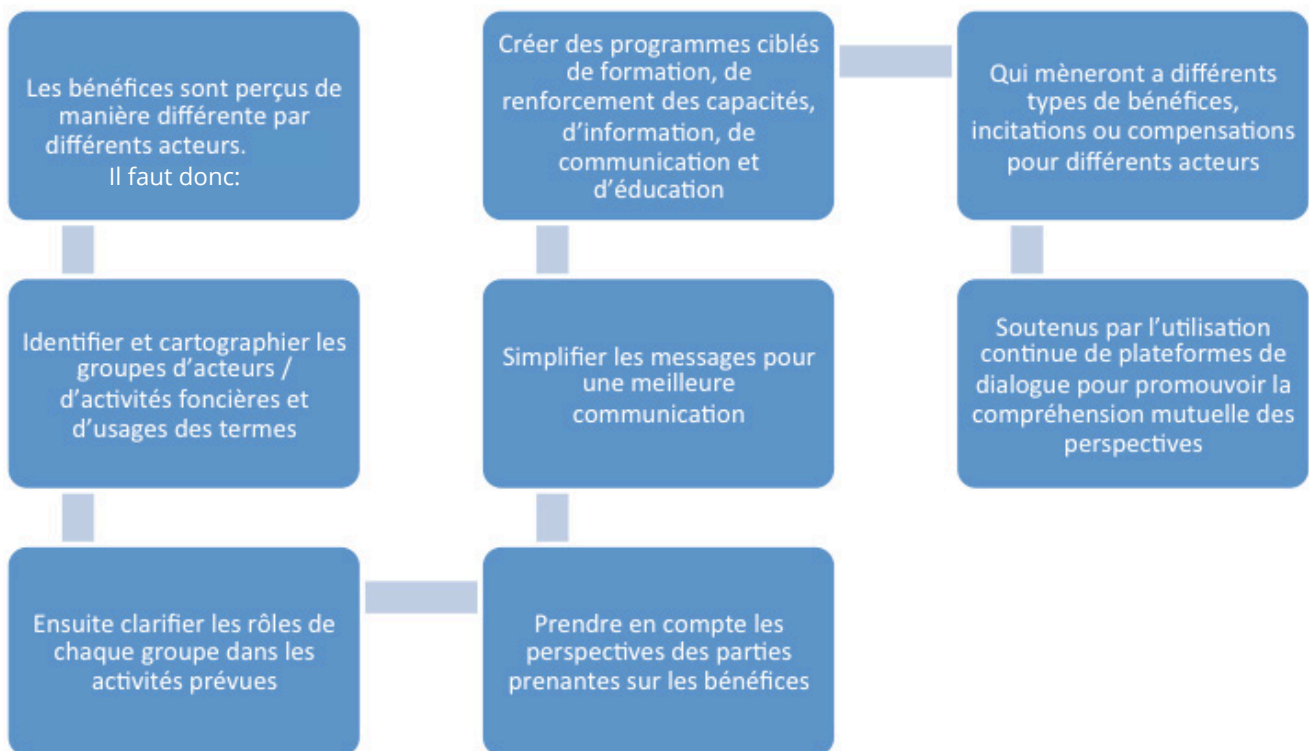 Les bénéfices sont perçus de
manière différente par
différents acteurs.
Il faut donc:
Identifier et cartographier les
groupes d'acteurs /
d'activités foncières et
d'usages des termes
Ensuite clarifier les rôles de
chaque groupe dans les
activités prévues
Prendre en compte les
perspectives des parties
prenantes sur les bénéfices
Simplifier les messages pour
une meilleure
communication
Créer des programmes ciblés
de formation, de
renforcement des capacités,
d'information, de
communication et
d'éducation
Qui mèneront a différents
types de bénéfices,
incitations ou compensations
pour différents acteurs
Soutenus par l'utilisation
continue de plateformes de
dialogue pour promouvoir la
compréhension mutuelle des
perspectives